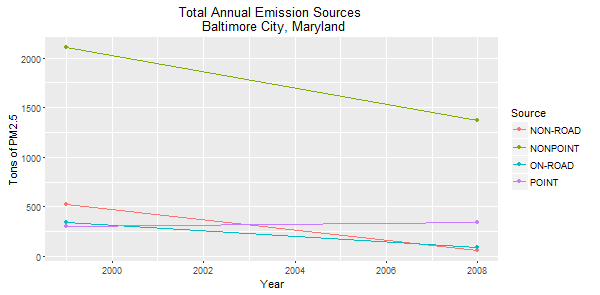 Total Annual Emission Sources
Baltimore City, Maryland
Tons of PM2.5
2000
1500
1000
500
0
2000
2002
2004
2006
2008
Year
Source
NON-ROAD
NONPOINT
ON-ROAD
POINT